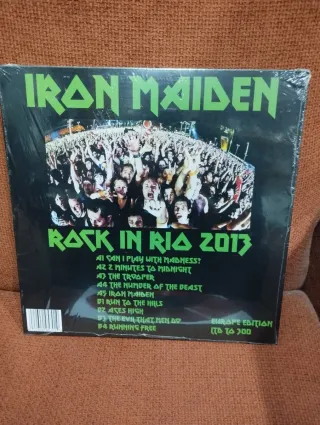 IRON MAIDEN
ROCK IN RIO 2013
A1 CAN I PLAY WITH MADNESS?
A2 2 MINUTES TO MIDNIGHT
A3 THE TROOPER
A4 THE NUMBER OF THE BEAST
A5 IRON MAIDEN
B1 RUN TO THE HILLS
B2 ACES HIGH
B3 THE EVIL THAT MEN DO
B4 RUNNING FREE
EUROPE EDITION
LTD TO 300